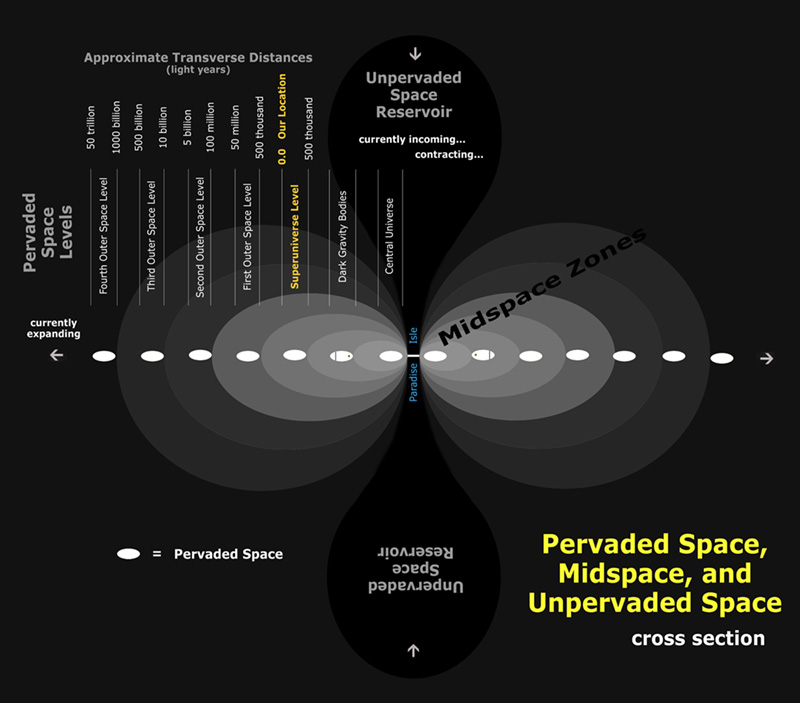 Approximate Transverse Distances
(light years)
50 trillion
1000 billion
500 billion
10 billion
5 billion
100 million
50 million
500 thousand
0.0 Our Location
500 thousand
Unpervaded
Space
Reservoir
currently incoming...
contracting...
Pervaded
Space
Levels
Fourth Outer Space Level
Third Outer Space Level
Second Outer Space Level
First Outer Space Level
Superuniverse Level
Dark Gravity Bodies
Central Universe
Midspace Zones
currently
expanding
Paradise Isle
= Pervaded Space
Unpervaded
Space
Reservoir
Pervaded Space,
Midspace, and
Unpervaded Space
cross section